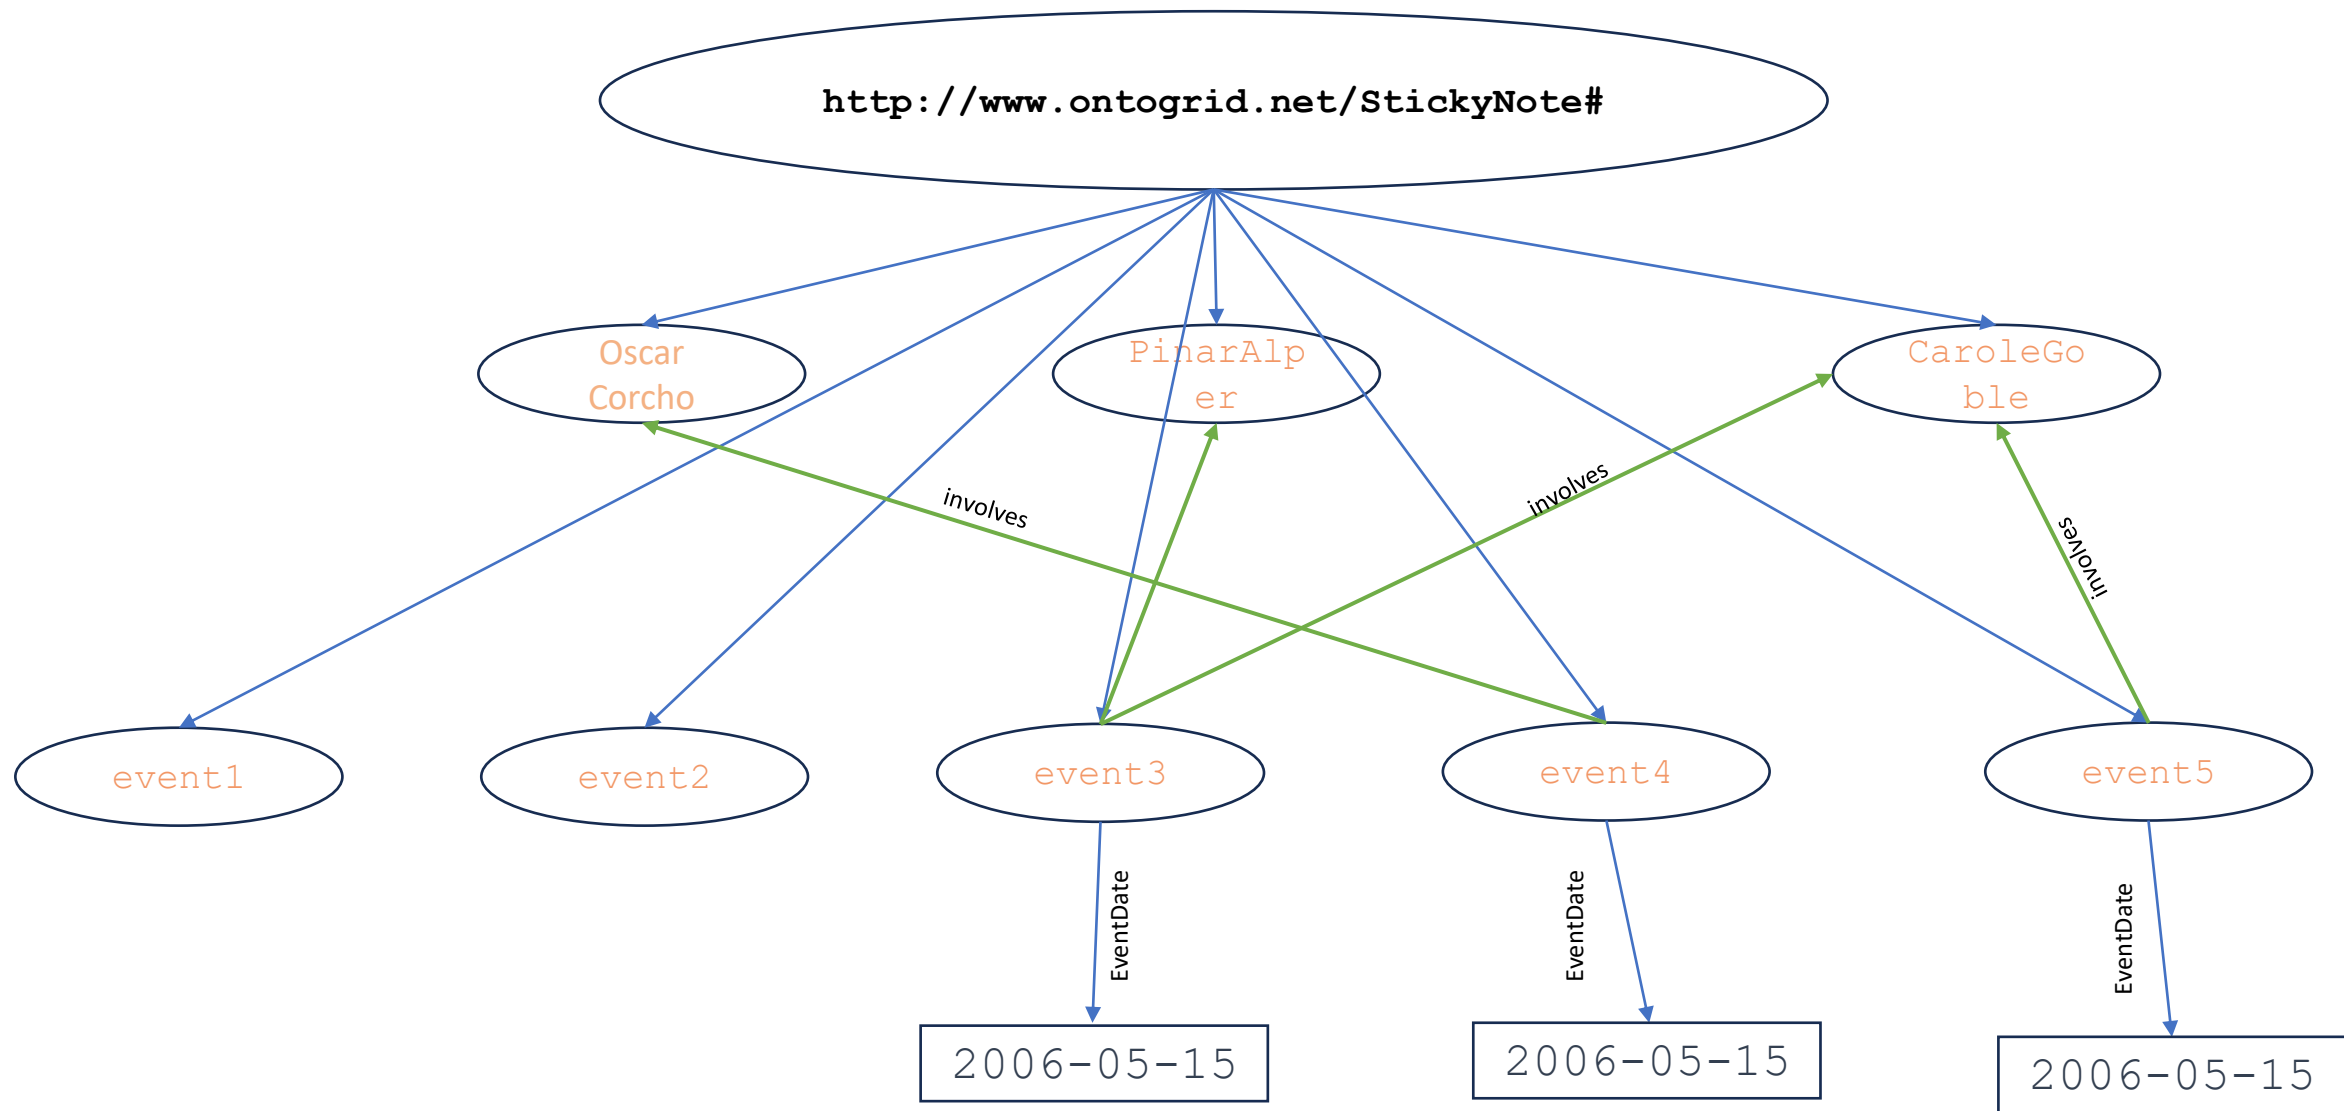 http://www.ontogrid.net/StickyNote#
Oscar
Corcho
PinarAlp
er
CaroleGo
ble
involves
involves
involves
event1
event2
event3
event4
event5
EventDate
EventDate
EventDate
2006-05-15
2006-05-15
2006-05-15